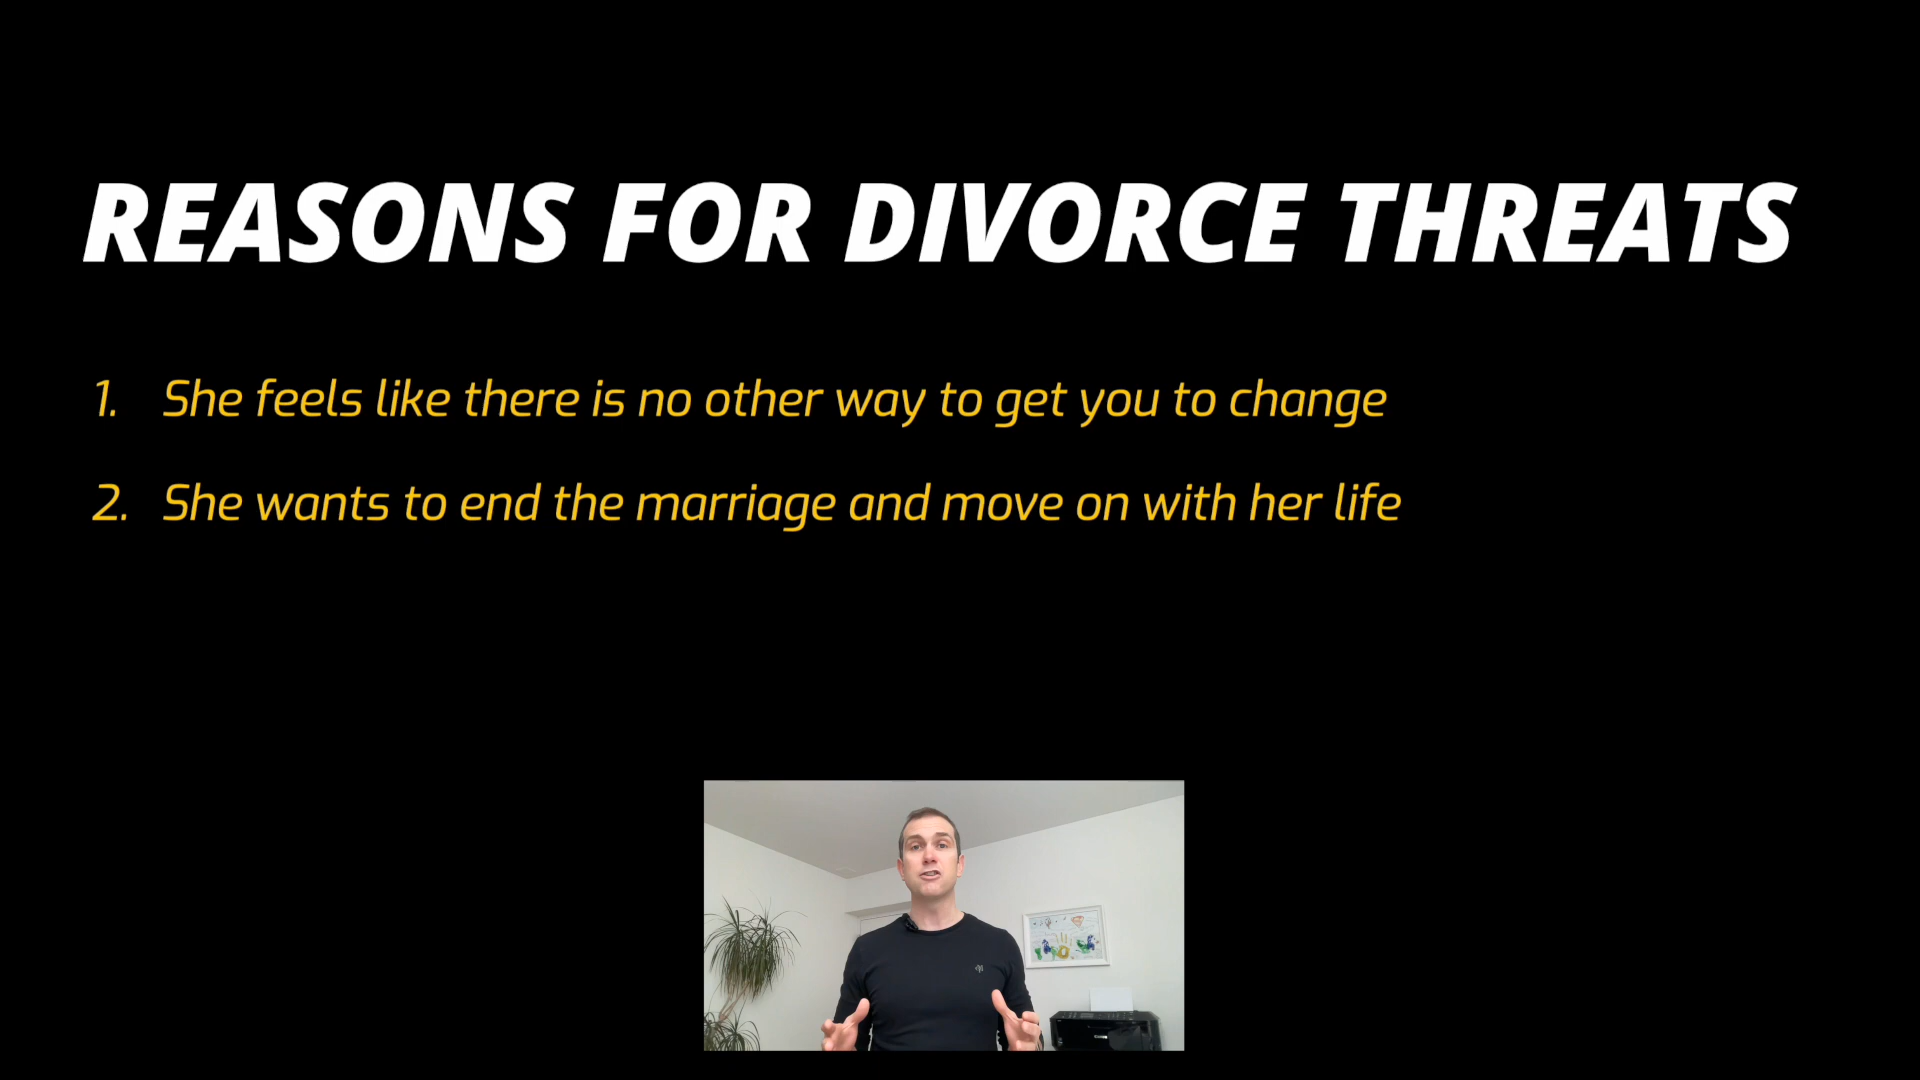 REASONS FOR DIVORCE THREATS
1. She feels like there is no other way to get you to change
2. She wants to end the marriage and move on with her life